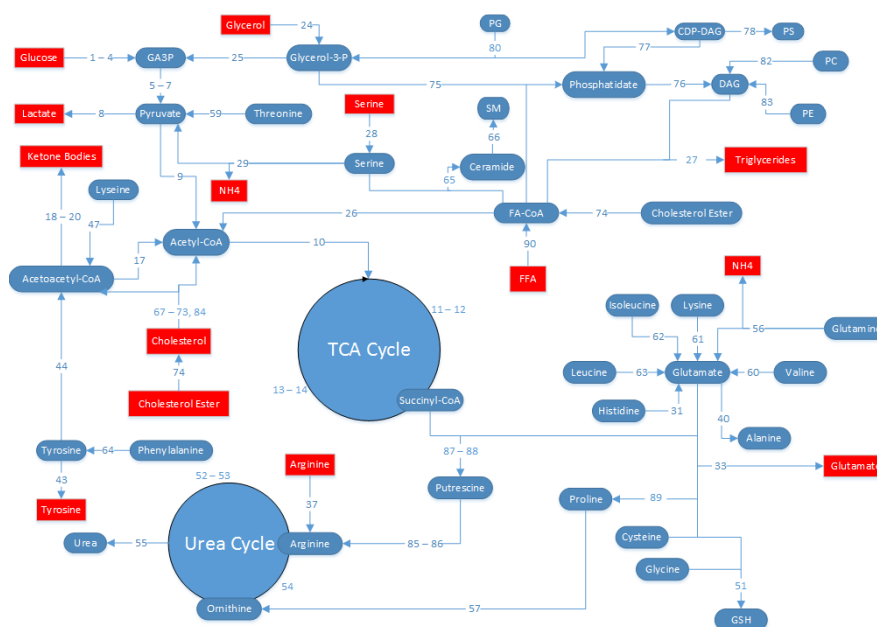 PG
Glycerol
24
CDP-DAG
78
PS
80
77
Glucose
1 – 4
GA3P
25
Glycerol-3-P
82
PC
5 – 7
75
Phosphatidate
76
DAG
Serine
SM
83
Lactate
8
Pyruvate
59
Threonine
PE
28
66
Ketone Bodies
29
Serine
Ceramide
27
Triglycerides
9
65
Lyseine
NH4
18 – 20
26
FA-CoA
74
Cholesterol Ester
47
Acetyl-CoA
10
17
90
NH4
Acetoacetyl-CoA
FFA
67 – 73, 84
11 – 12
Isoleucine
Lysine
56
Glutamine
Cholesterol
TCA Cycle
62
61
44
74
Leucine
63
Glutamate
60
Valine
13 – 14
Succinyl-CoA
Cholesterol Ester
Histidine
31
40
Alanine
Tyrosine
64
Phenylalanine
87 – 88
Arginine
33
Glutamate
43
52 – 53
Putrescine
Proline
89
Tyrosine
37
Cysteine
Urea
55
Urea Cycle
Arginine
85 – 86
Glycine
54
51
Ornithine
57
GSH